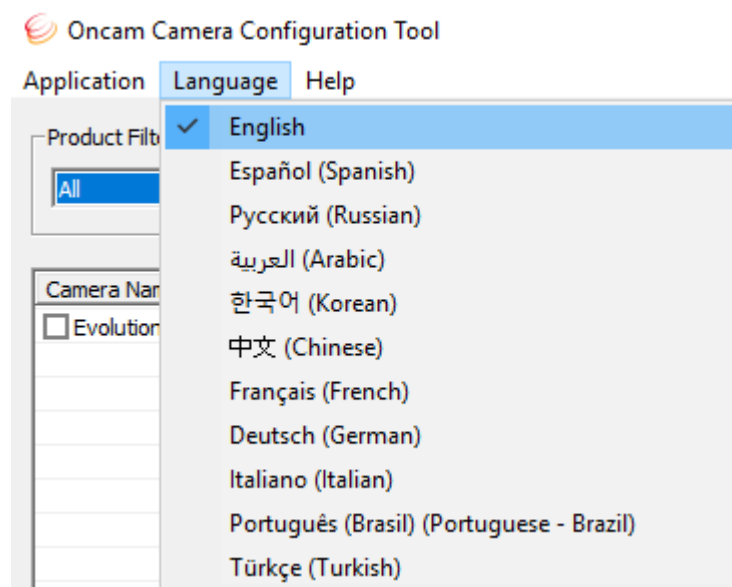 Oncam Camera Configuration Tool
Application Language Help
Product Filt
All
Camera Nam
Evolution
English
Español (Spanish)
Русский (Russian)
العربية (Arabic)
한국어 (Korean)
中文 (Chinese)
Français (French)
Deutsch (German)
Italiano (Italian)
Português (Brasil) (Portuguese - Brazil)
Türkçe (Turkish)